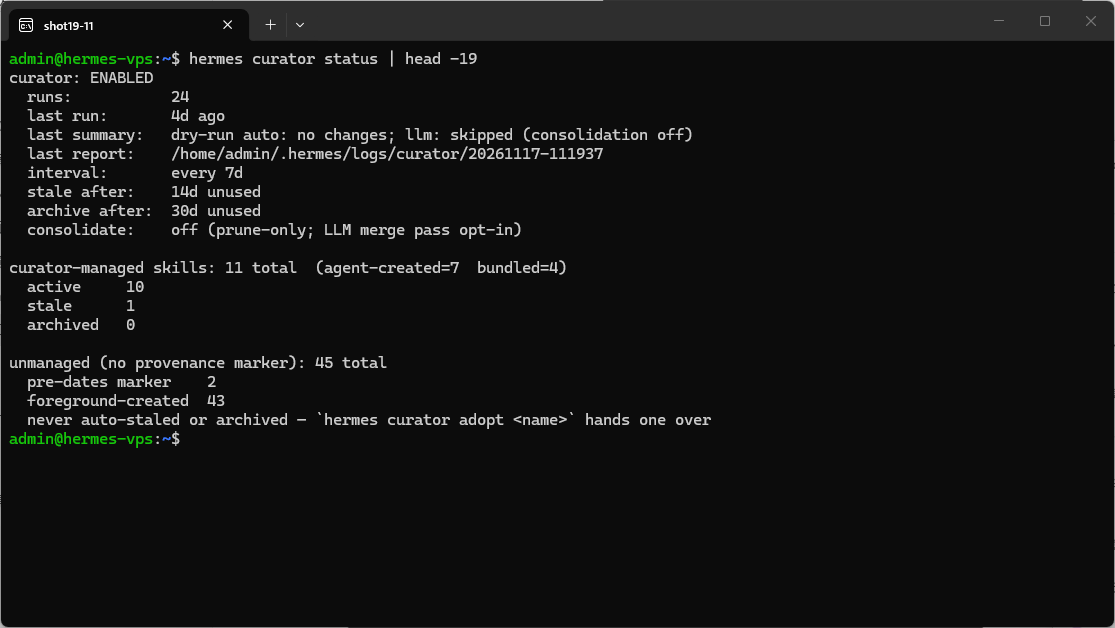 shot19-11
admin@hermes-vps:~$ hermes curator status | head -19
curator: ENABLED
  runs:           24
  last run:       4d ago
  last summary:   dry-run auto: no changes; llm: skipped (consolidation off)
  last report:    /home/admin/.hermes/logs/curator/20261117-111937
  interval:       every 7d
  stale after:    14d unused
  archive after:  30d unused
  consolidate:    off (prune-only; LLM merge pass opt-in)

curator-managed skills: 11 total  (agent-created=7  bundled=4)
  active     10
  stale      1
  archived   0

unmanaged (no provenance marker): 45 total
  pre-dates marker    2
  foreground-created  43
  never auto-staled or archived — `hermes curator adopt <name>` hands one over
admin@hermes-vps:~$